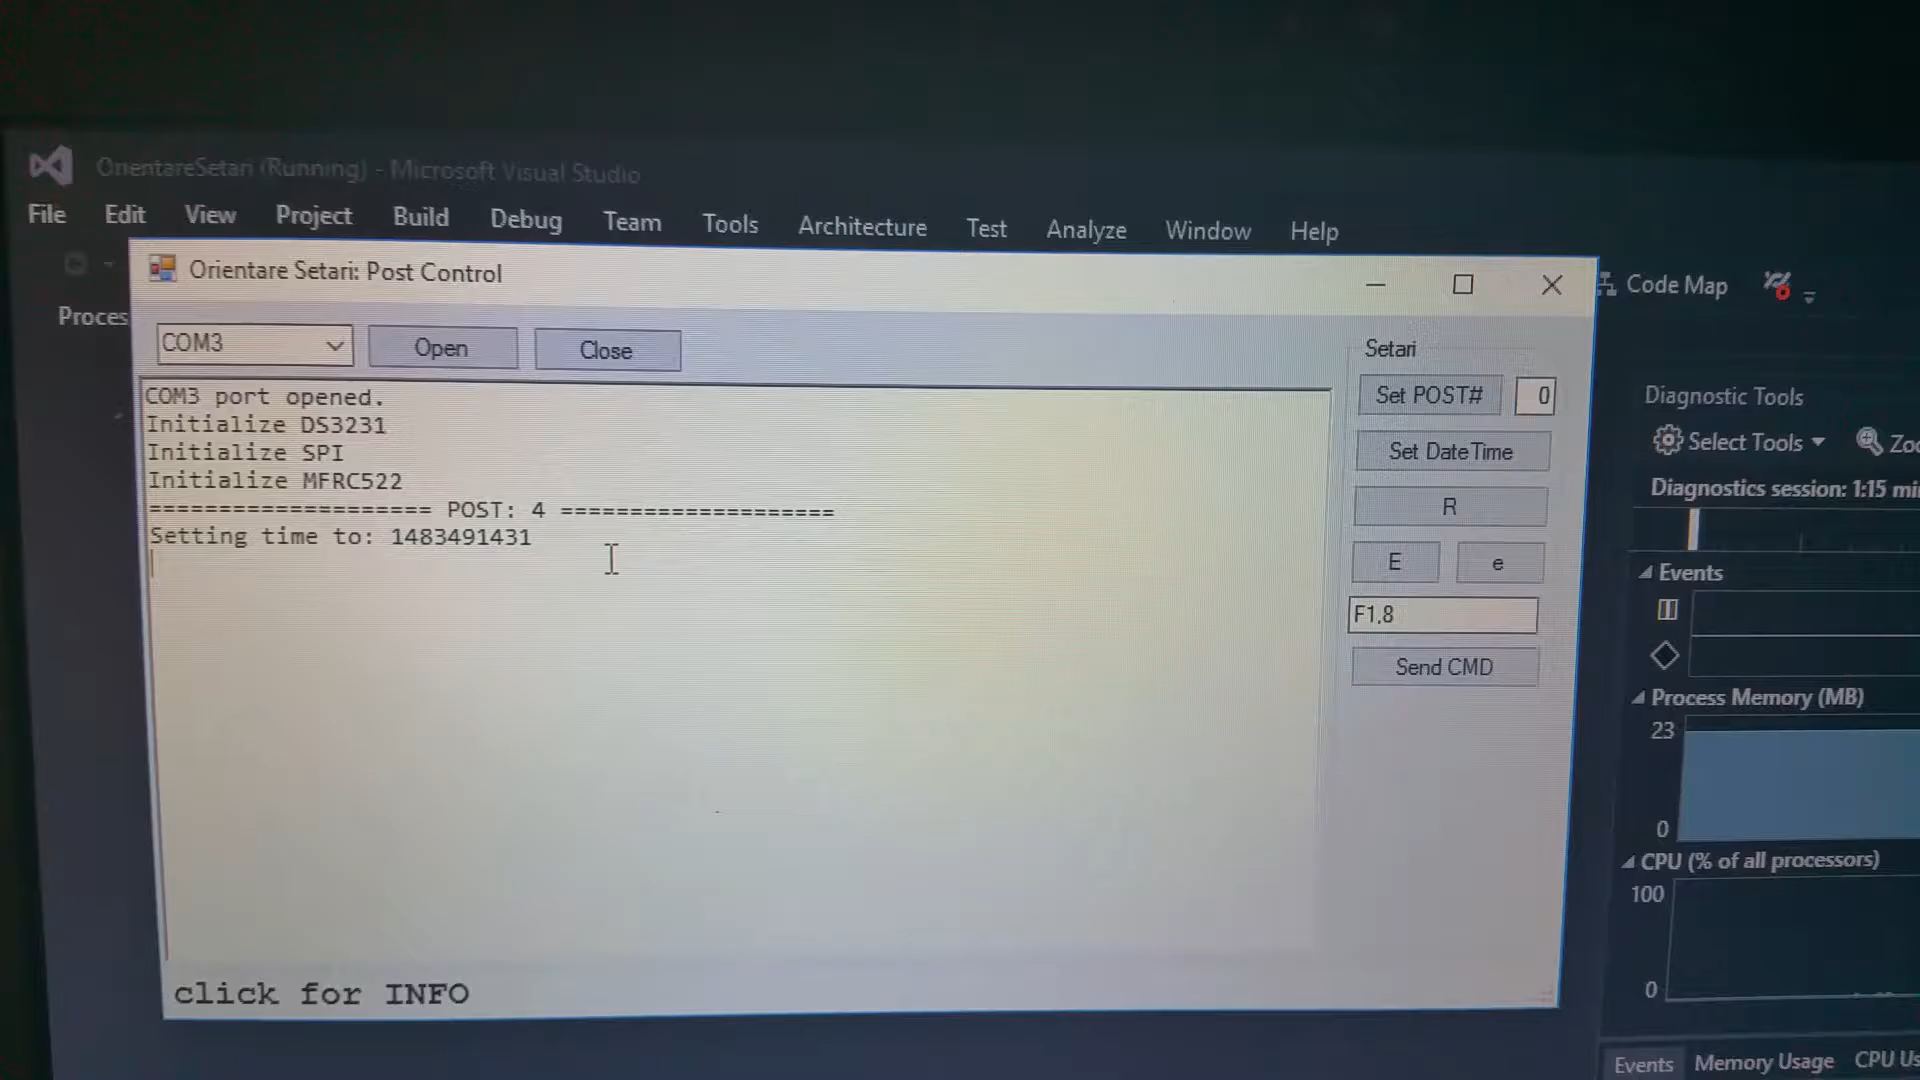 OrientareSetari (Running) - Microsoft Visual Studio
File Edit View Project Build Debug Team Tools Architecture Test Analyze Window Help
Orientare Setari: Post Control
Code Map
Proces
COM3 Open Close
COM3 port opened.
Initialize DS3231
Initialize SPI
Initialize MFRC522
==================== POST: 4 ====================
Setting time to: 1483491431
click for INFO
Setari
Set POST# 0
Set DateTime
R
E e
F1,8
Send CMD
Diagnostic Tools
Select Tools Zoo
Diagnostics session: 1:15 min
Events
Process Memory (MB)
23
0
CPU (% of all processors)
100
0
Events Memory Usage CPU Us